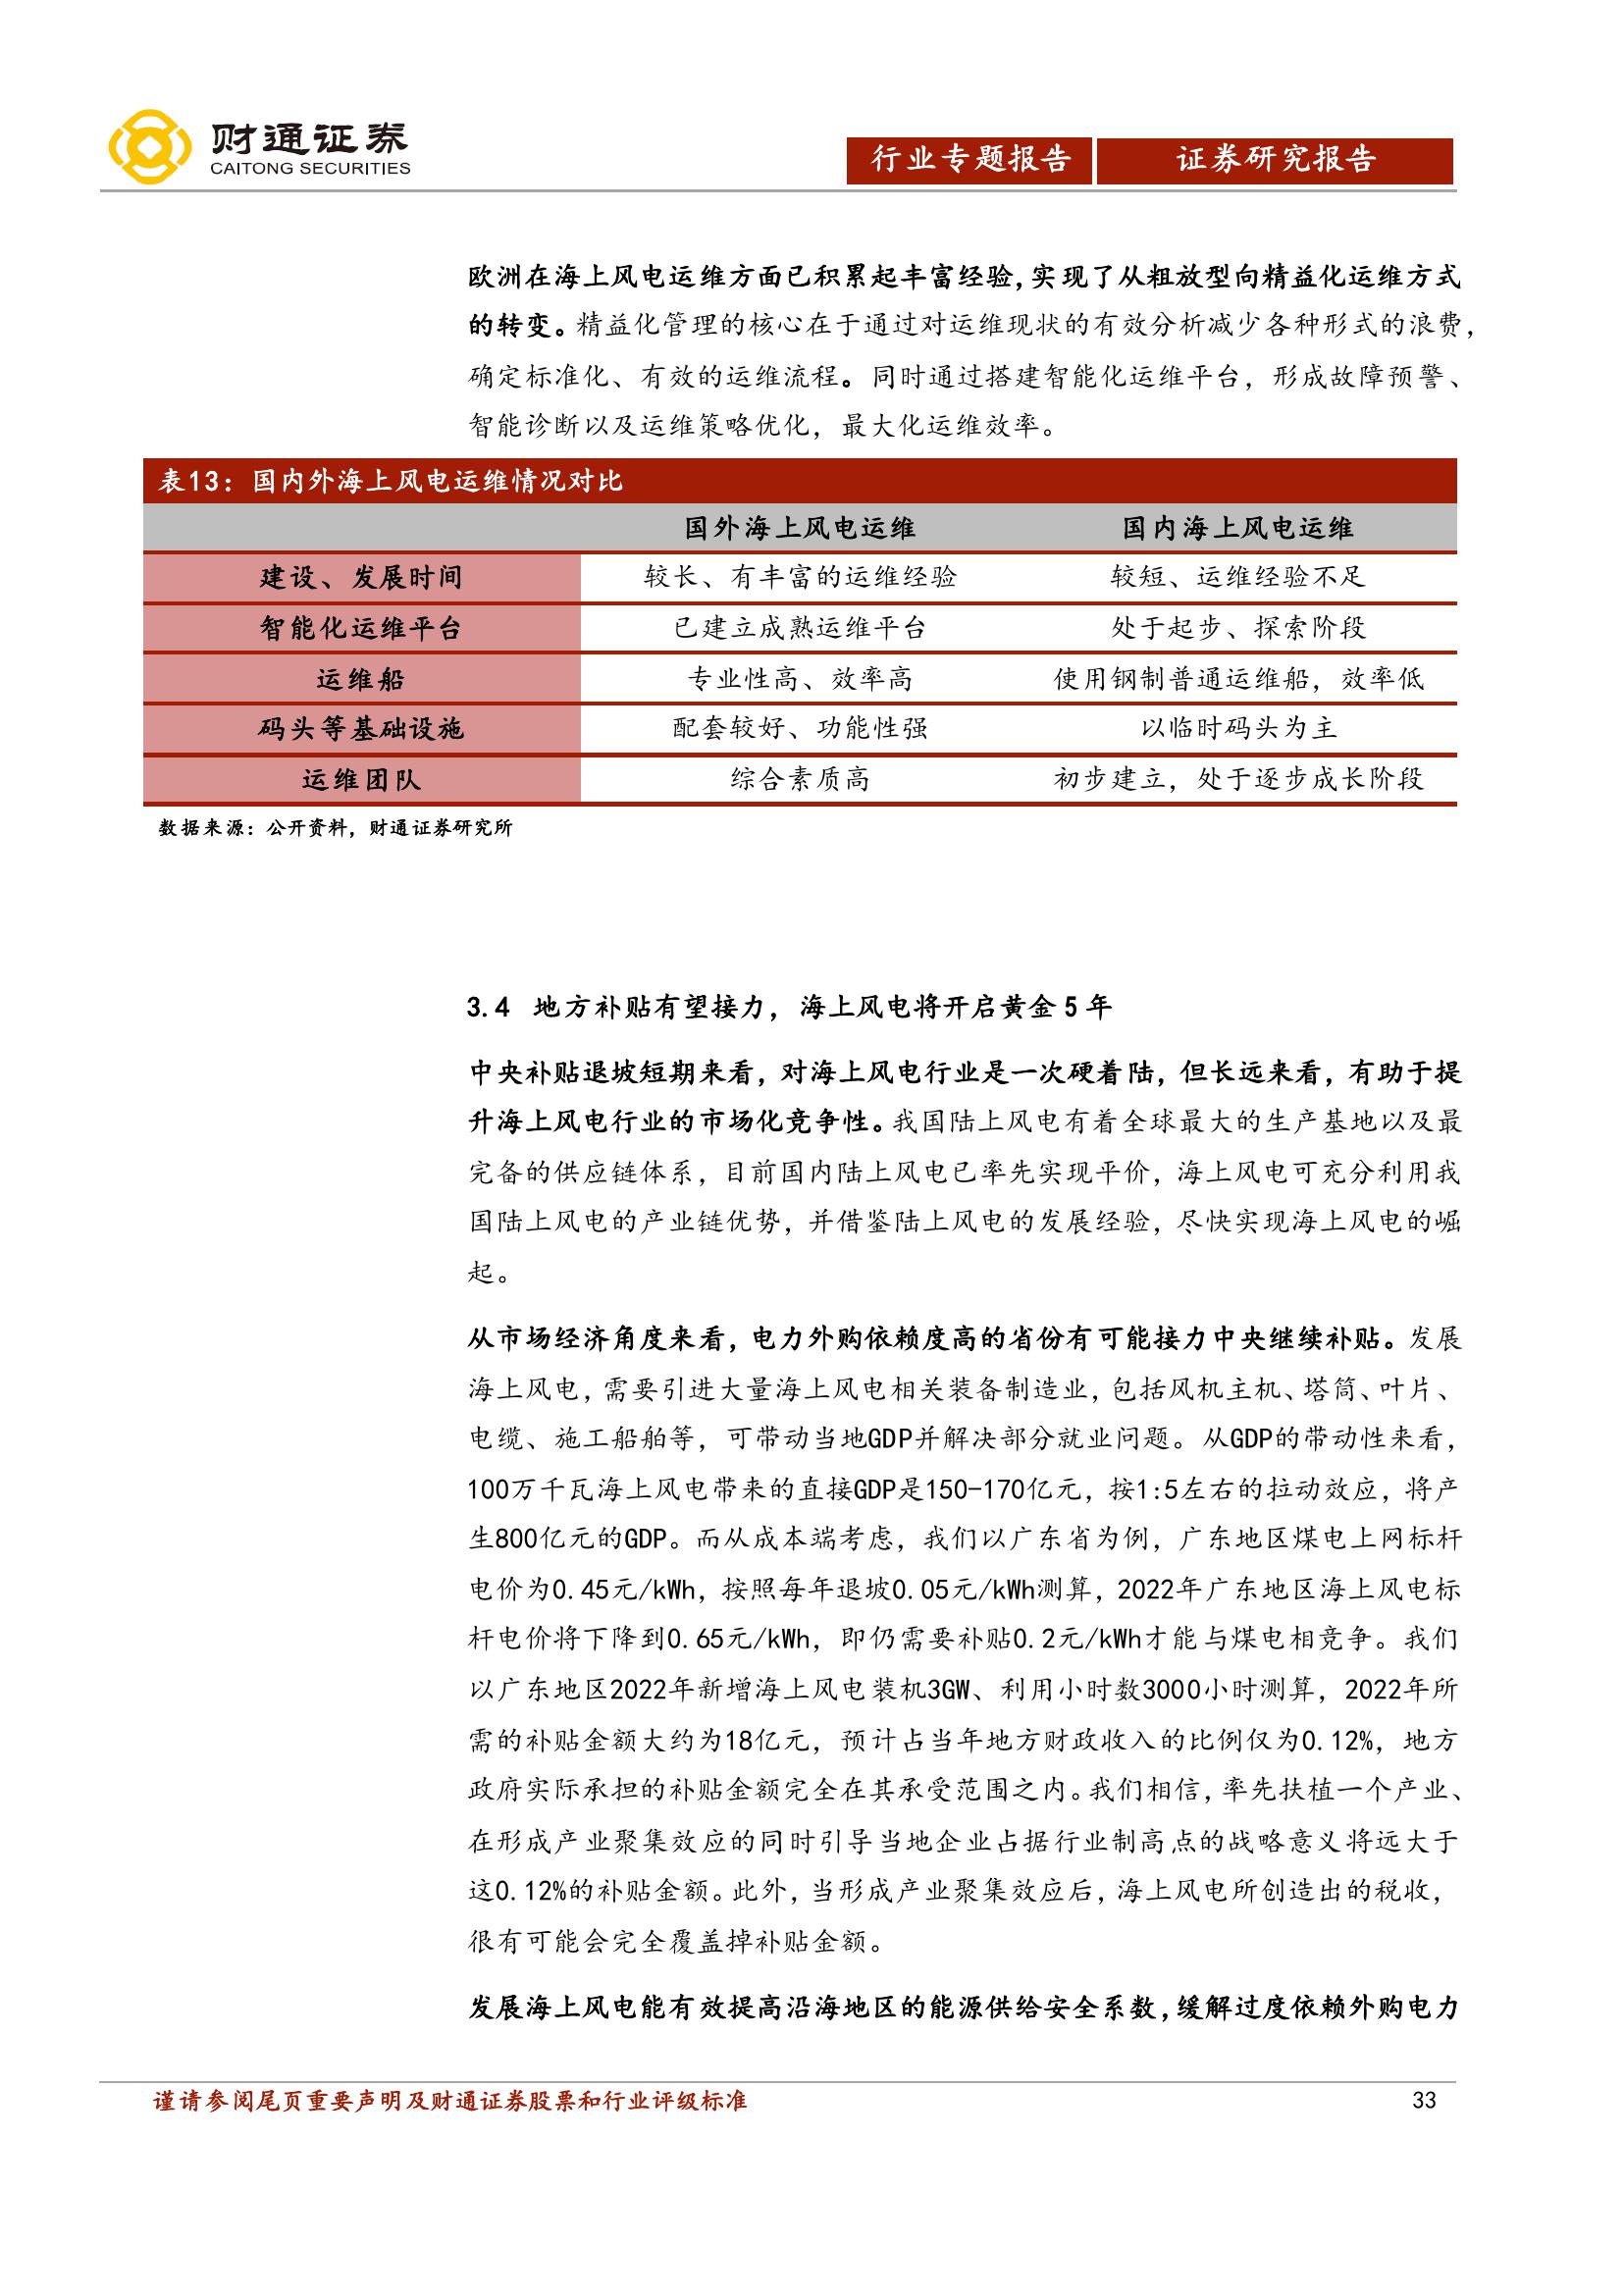 财通证券
CAITONG SECURITIES
行业专题报告 证券研究报告
欧洲在海上风电运维方面已积累起丰富经验，实现了从粗放型向精益化运维方式
的转变。精益化管理的核心在于通过对运维现状的有效分析减少各种形式的浪费，
确定标准化、有效的运维流程。同时通过搭建智能化运维平台，形成故障预警、
智能诊断以及运维策略优化，最大化运维效率。
表13：国内外海上风电运维情况对比
国外海上风电运维 国内海上风电运维
建设、发展时间 较长、有丰富的运维经验 较短、运维经验不足
智能化运维平台 已建立成熟运维平台 处于起步、探索阶段
运维船 专业性高、效率高 使用钢制普通运维船，效率低
码头等基础设施 配套较好、功能性强 以临时码头为主
运维团队 综合素质高 初步建立，处于逐步成长阶段
数据来源：公开资料，财通证券研究所
3.4 地方补贴有望接力，海上风电将开启黄金 5 年
中央补贴退坡短期来看，对海上风电行业是一次硬着陆，但长远来看，有助于提
升海上风电行业的市场化竞争性。我国陆上风电有着全球最大的生产基地以及最
完备的供应链体系，目前国内陆上风电已率先实现平价，海上风电可充分利用我
国陆上风电的产业链优势，并借鉴陆上风电的发展经验，尽快实现海上风电的崛
起。
从市场经济角度来看，电力外购依赖度高的省份有可能接力中央继续补贴。发展
海上风电，需要引进大量海上风电相关装备制造业，包括风机主机、塔筒、叶片、
电缆、施工船舶等，可带动当地GDP并解决部分就业问题。从GDP的带动性来看，
100万千瓦海上风电带来的直接GDP是150-170亿元，按1:5左右的拉动效应，将产
生800亿元的GDP。而从成本端考虑，我们以广东省为例，广东地区煤电上网标杆
电价为0.45元/kWh，按照每年退坡0.05元/kWh测算，2022年广东地区海上风电标
杆电价将下降到0.65元/kWh，即仍需要补贴0.2元/kWh才能与煤电相竞争。我们
以广东地区2022年新增海上风电装机3GW、利用小时数3000小时测算，2022年所
需的补贴金额大约为18亿元，预计占当年地方财政收入的比例仅为0.12%，地方
政府实际承担的补贴金额完全在其承受范围之内。我们相信，率先扶植一个产业、
在形成产业聚集效应的同时引导当地企业占据行业制高点的战略意义将远大于
这0.12%的补贴金额。此外，当形成产业聚集效应后，海上风电所创造出的税收，
很有可能会完全覆盖掉补贴金额。
发展海上风电能有效提高沿海地区的能源供给安全系数，缓解过度依赖外购电力
谨请参阅尾页重要声明及财通证券股票和行业评级标准 33